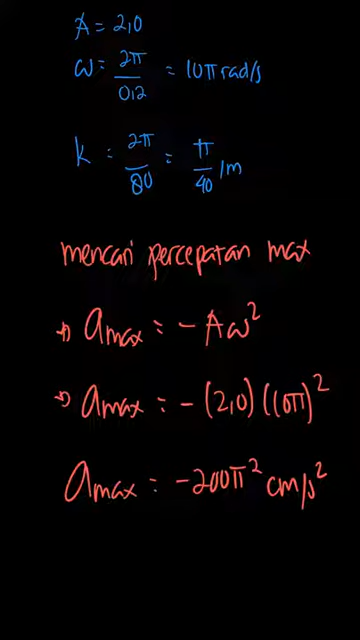 A = 2,0
ω = 2π/0,2 = 10π rad/s
k = 2π/80 = π/40 /m
mencari percepatan max
→ amax = - Aω²
→ amax = - (2,0) (10π)²
amax = - 200π² cm/s²